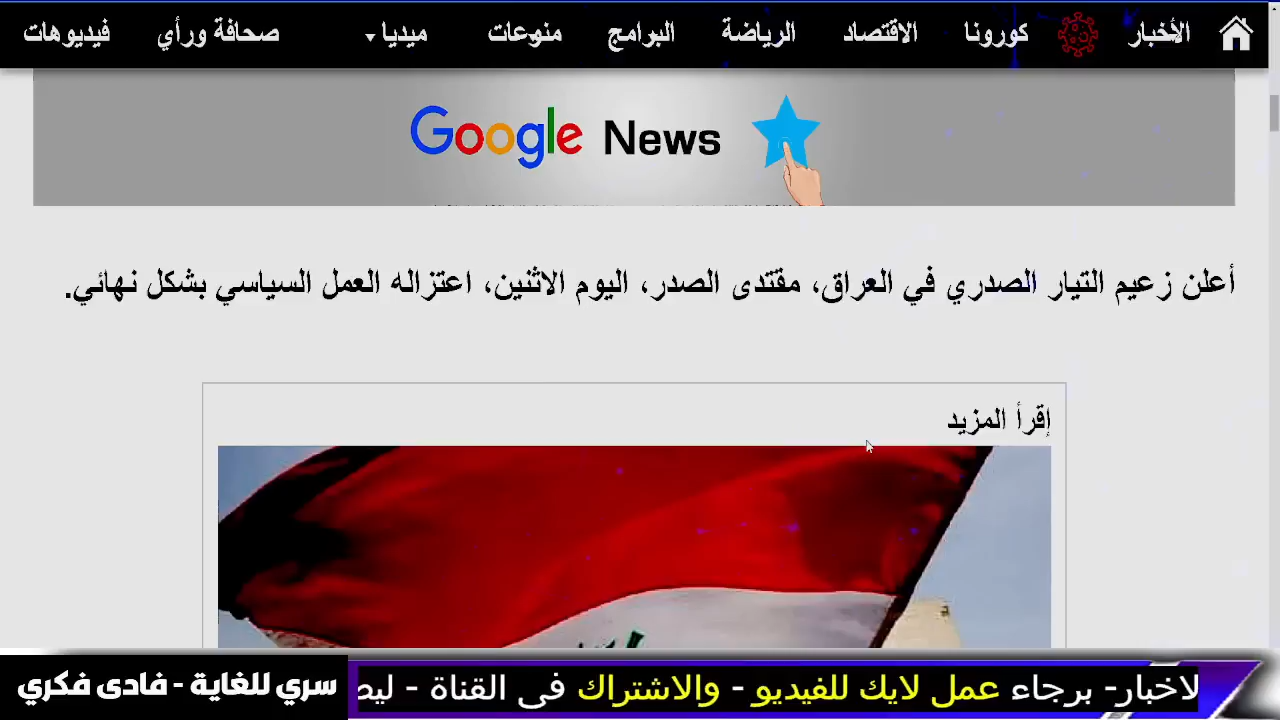 الأخبار كورونا الاقتصاد الرياضة البرامج منوعات ميديا صحافة ورأي فيديوهات
Google News
أعلن زعيم التيار الصدري في العراق، مقتدى الصدر، اليوم الاثنين، اعتزاله العمل السياسي بشكل نهائي.
إقرأ المزيد
لاخبار- برجاء عمل لايك للفيديو - والاشتراك فى القناة - ليص
سري للغاية - فادى فكري